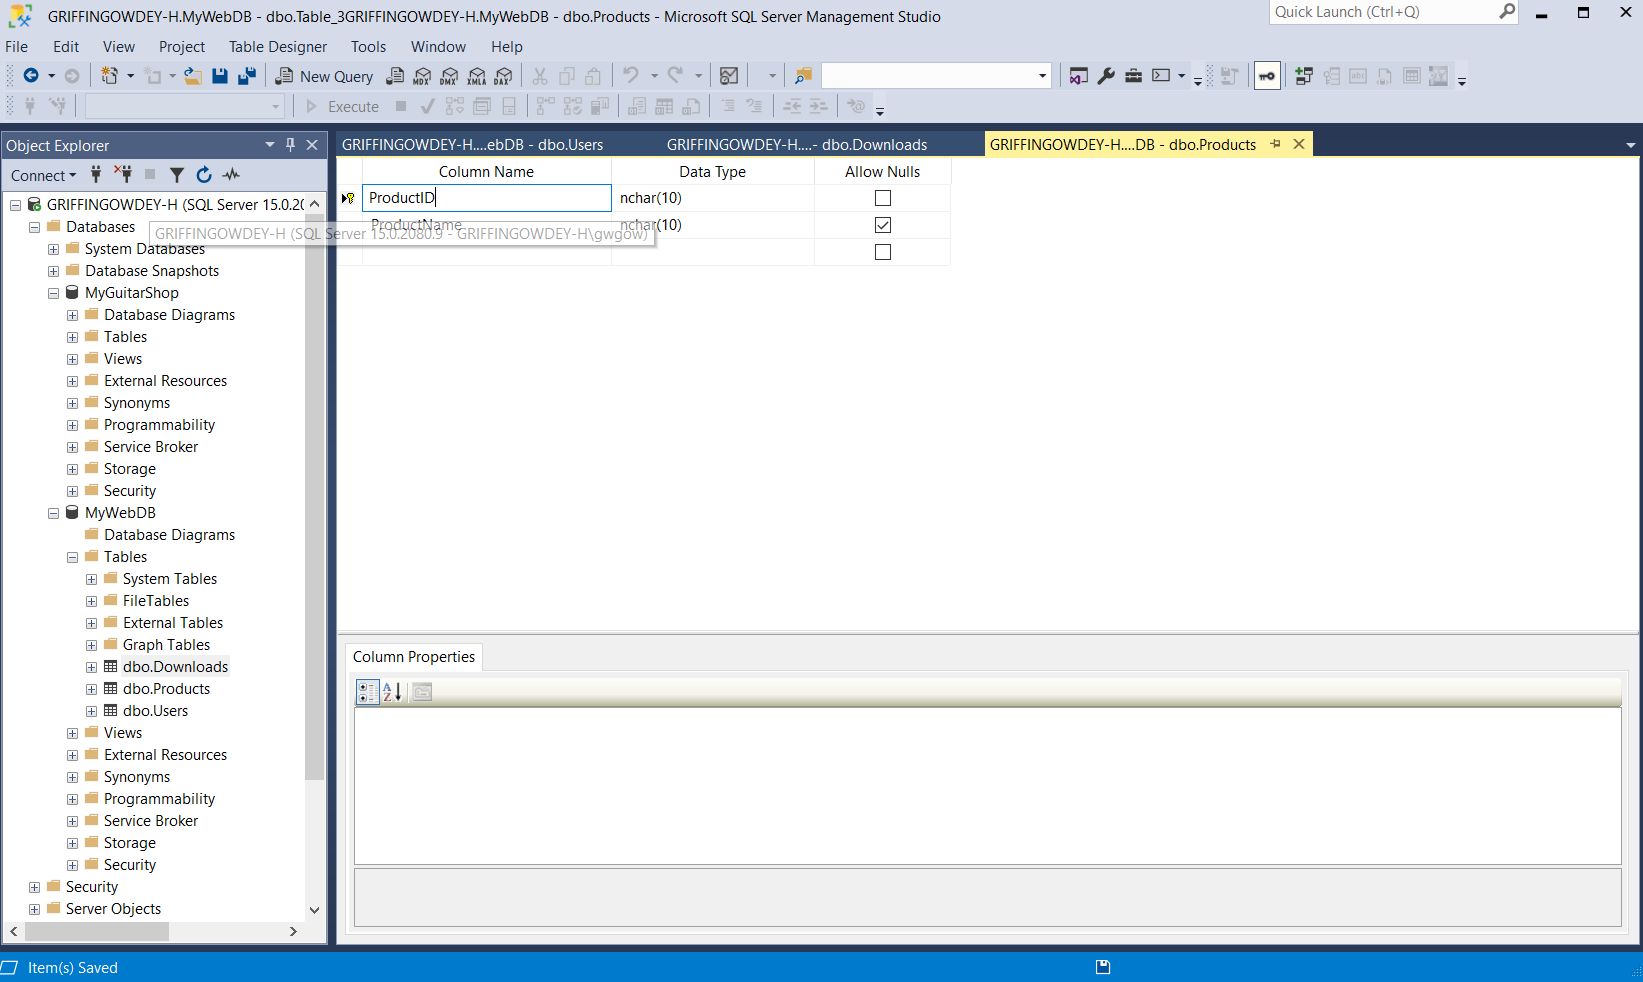 GRIFFINGOWDEY-H.MyWebDB - dbo.Table_3GRIFFINGOWDEY-H.MyWebDB - dbo.Products - Microsoft SQL Server Management Studio
Quick Launch (Ctrl+Q)
File Edit View Project Table Designer Tools Window Help
New Query MDX DMX XMLA DAX
Execute
Object Explorer
GRIFFINGOWDEY-H....ebDB - dbo.Users GRIFFINGOWDEY-H....- dbo.Downloads GRIFFINGOWDEY-H....DB - dbo.Products
Connect
Column Name Data Type Allow Nulls
ProductID nchar(10)
ProductName nchar(10)
GRIFFINGOWDEY-H (SQL Server 15.0.2080.9 - GRIFFINGOWDEY-H\gwgow)
GRIFFINGOWDEY-H (SQL Server 15.0.20
Databases
System Databases
Database Snapshots
MyGuitarShop
Database Diagrams
Tables
Views
External Resources
Synonyms
Programmability
Service Broker
Storage
Security
MyWebDB
Database Diagrams
Tables
System Tables
FileTables
External Tables
Graph Tables
dbo.Downloads
dbo.Products
dbo.Users
Views
External Resources
Synonyms
Programmability
Service Broker
Storage
Security
Security
Server Objects
Column Properties
Item(s) Saved